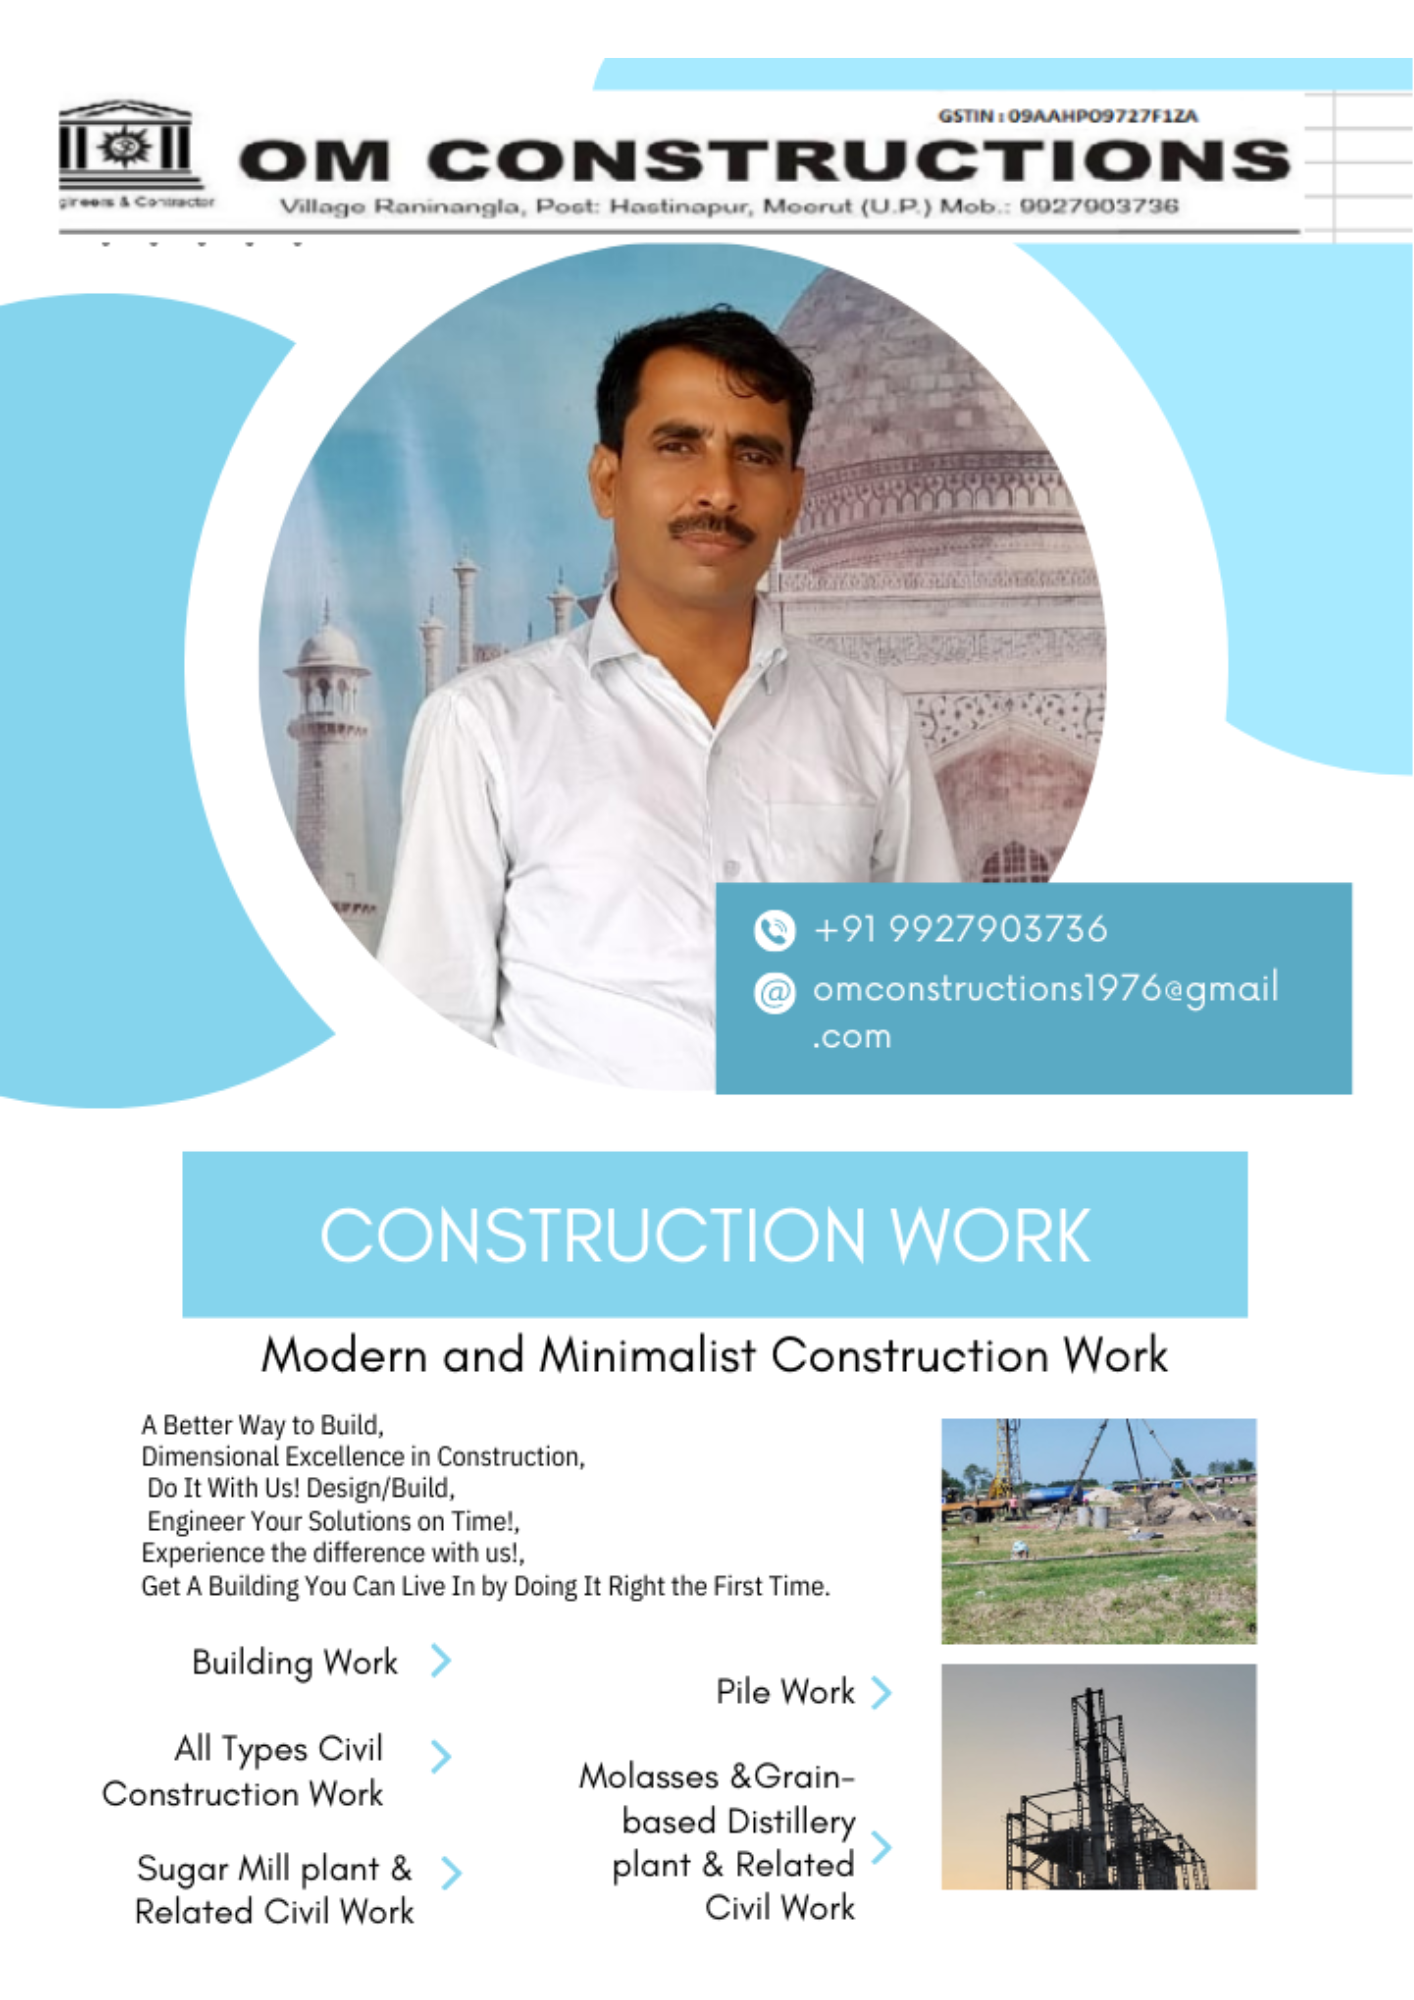 GSTIN : 09AAHPO9727F1ZA
OM CONSTRUCTIONS
gineers & Contractor
Village Raninangla, Post: Hastinapur, Meerut (U.P.) Mob.: 9927903736
+91 9927903736
omconstructions1976@gmail
.com
CONSTRUCTION WORK
Modern and Minimalist Construction Work
A Better Way to Build,
Dimensional Excellence in Construction,
Do It With Us! Design/Build,
Engineer Your Solutions on Time!,
Experience the difference with us!,
Get A Building You Can Live In by Doing It Right the First Time.
Building Work
All Types Civil
Construction Work
Sugar Mill plant &
Related Civil Work
Pile Work
Molasses &Grain-
based Distillery
plant & Related
Civil Work